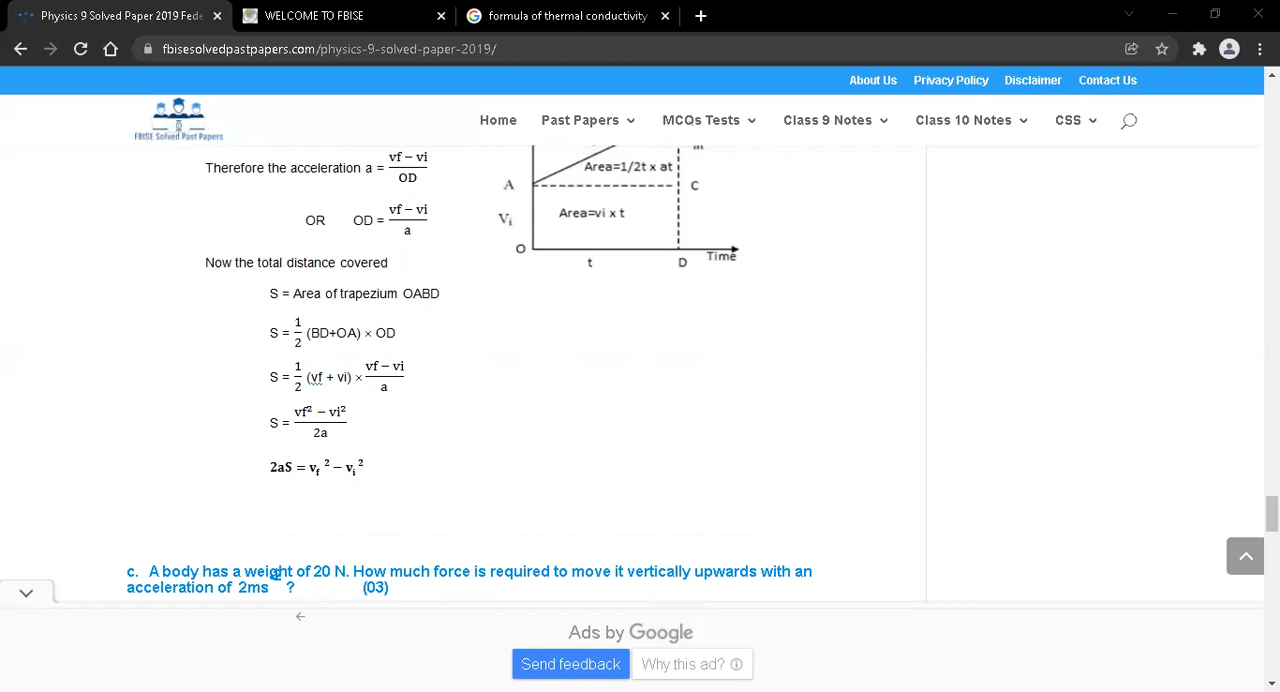 Physics 9 Solved Paper 2019 Fede
WELCOME TO FBISE
formula of thermal conductivity
fbisesolvedpastpapers.com/physics-9-solved-paper-2019/
About Us Privacy Policy Disclaimer Contact Us
FBISE Solved Past Papers
Home Past Papers MCQs Tests Class 9 Notes Class 10 Notes CSS
Therefore the acceleration a = (vf − vi)/OD
OR OD = (vf − vi)/a
Area=1/2t x at
A
C
Vi
Area=vi x t
O
t
D
Time
Now the total distance covered
S = Area of trapezium OABD
S = 1/2 (BD+OA) × OD
S = 1/2 (vf + vi) × (vf − vi)/a
S = (vf² − vi²)/2a
2aS = vf ² − vi ²
c. A body has a weight of 20 N. How much force is required to move it vertically upwards with an
acceleration of 2ms ? (03)
Ads by Google
Send feedback
Why this ad?